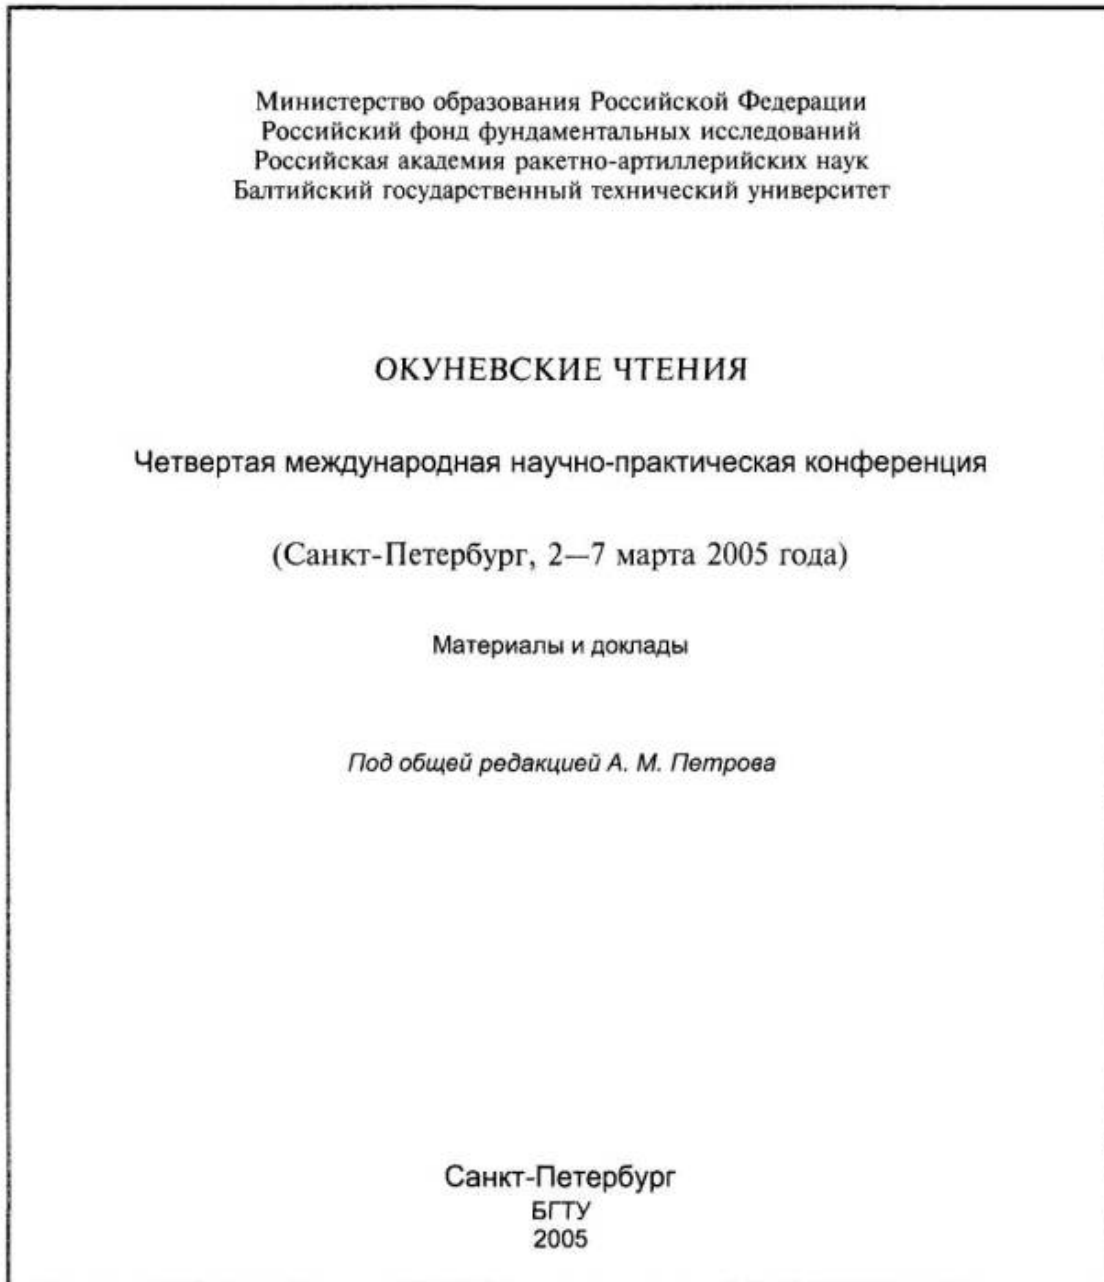 Министерство образования Российской Федерации
Российский фонд фундаментальных исследований
Российская академия ракетно-артиллерийских наук
Балтийский государственный технический университет
ОКУНЕВСКИЕ ЧТЕНИЯ
Четвертая международная научно-практическая конференция
(Санкт-Петербург, 2—7 марта 2005 года)
Материалы и доклады
Под общей редакцией А. М. Петрова
Санкт-Петербург
БГТУ
2005